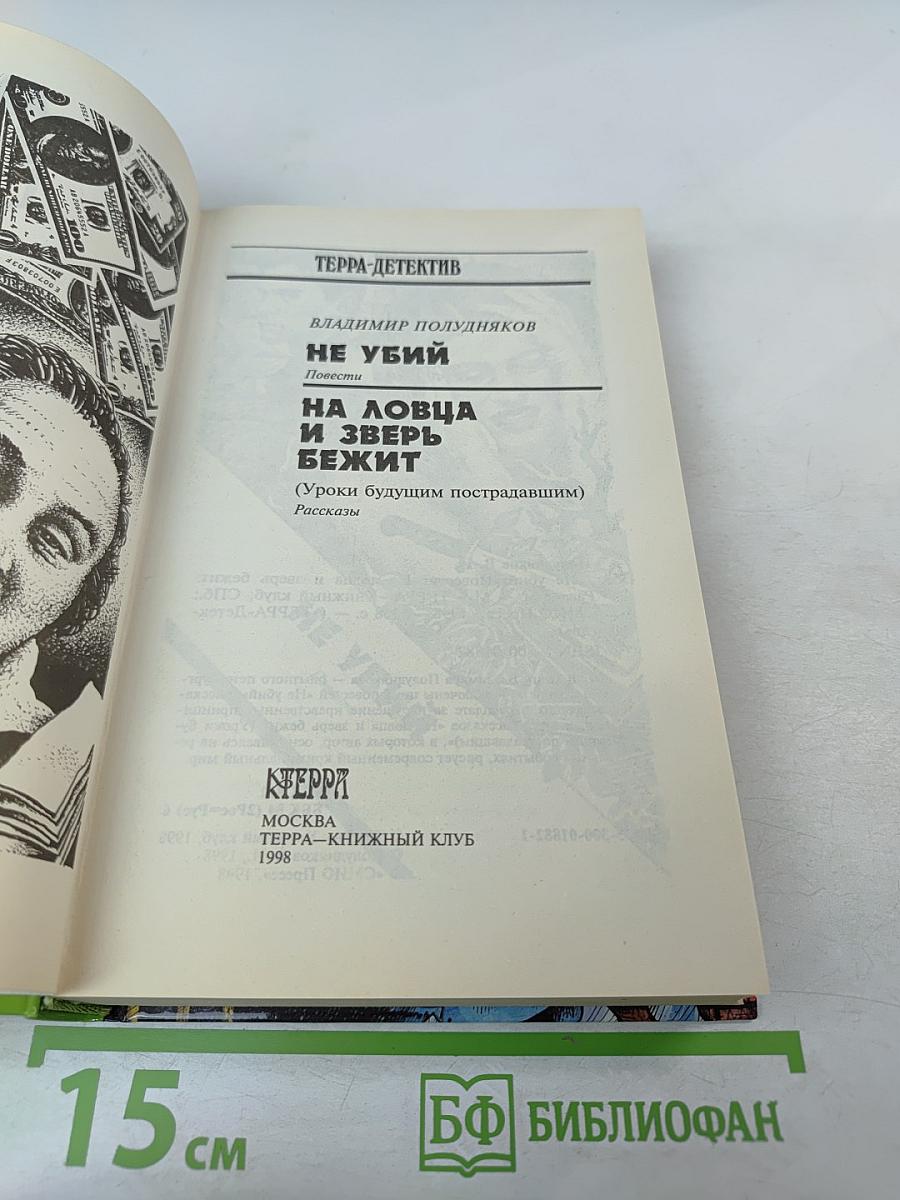 ТЕРРА-ДЕТЕКТИВ
ВЛАДИМИР ПОЛУДНЯКОВ
НЕ УБИЙ
Повести
НА ЛОВЦА
И ЗВЕРЬ
БЕЖИТ
(Уроки будущим пострадавшим)
Рассказы
ТЕРРА
МОСКВА
ТЕРРА—КНИЖНЫЙ КЛУБ
1998
15 см
БФ БИБЛИОФАН